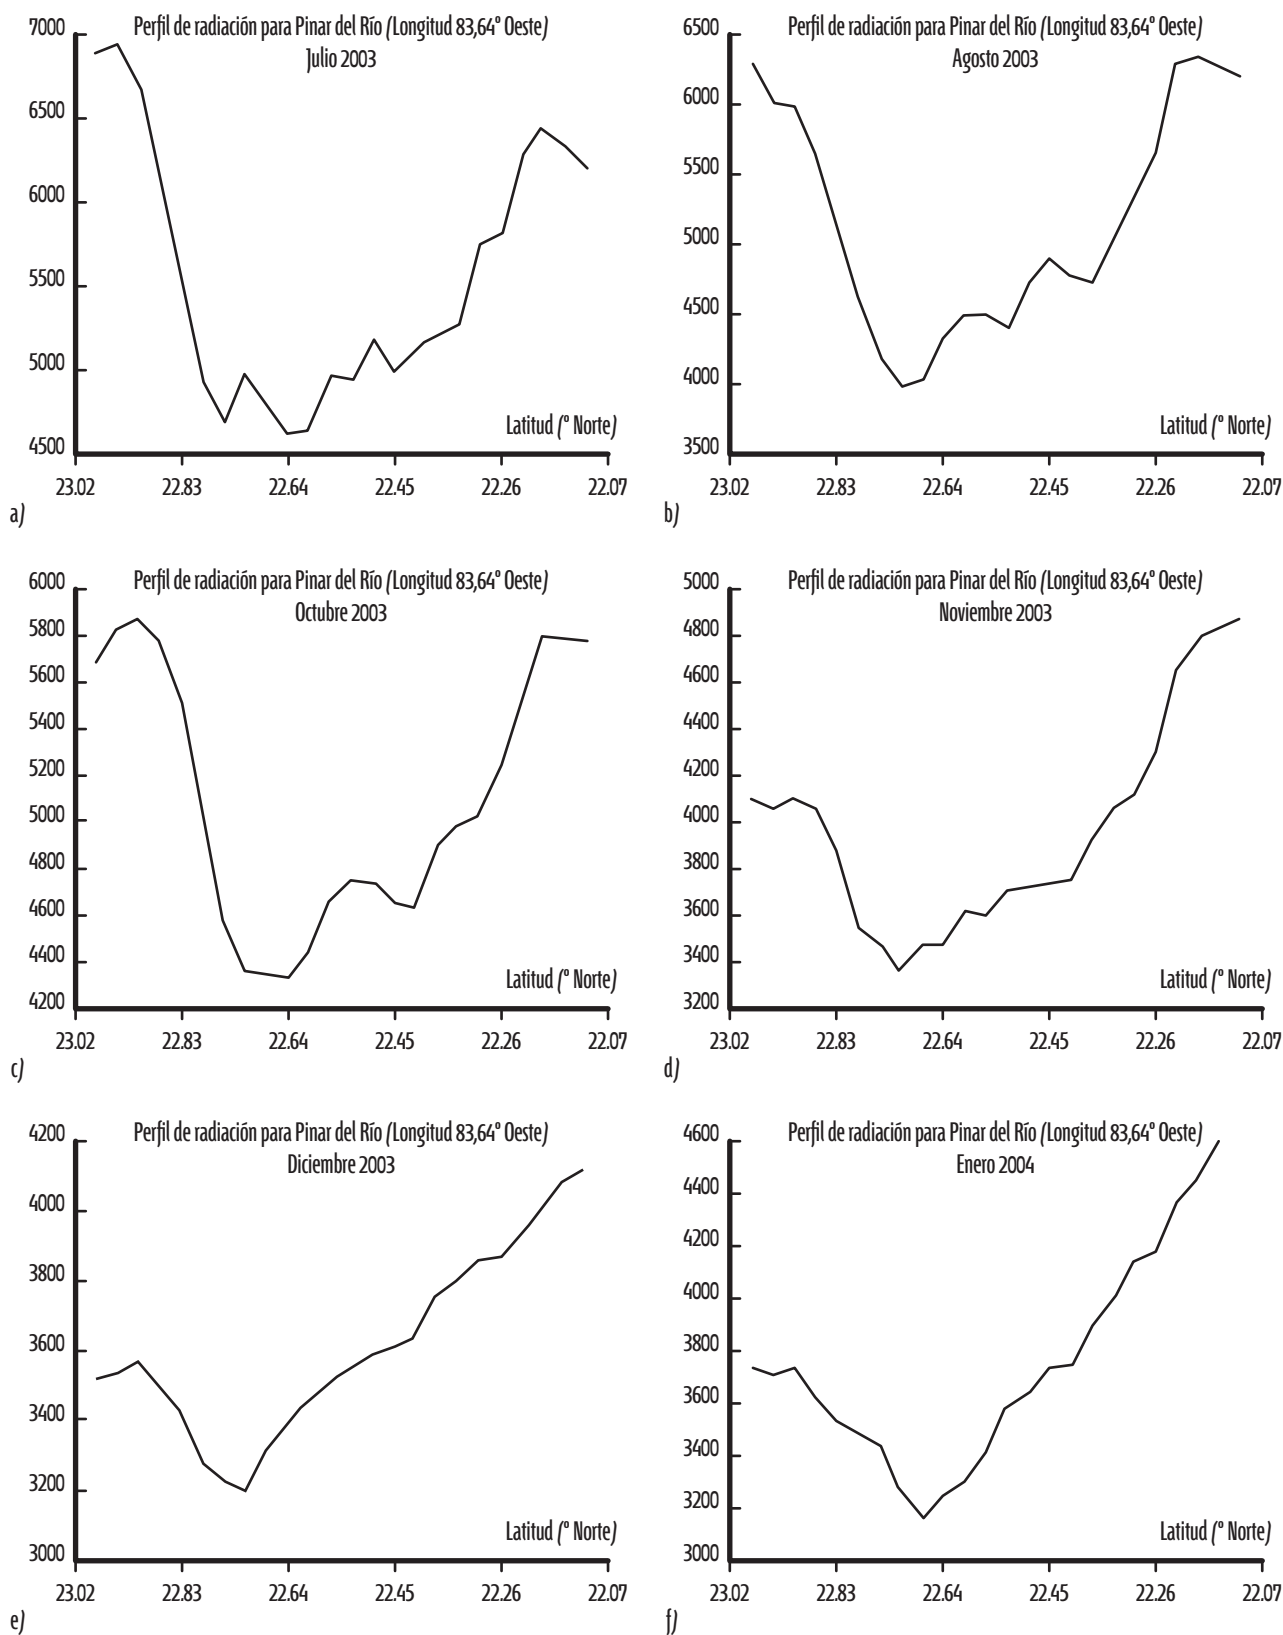 Perfil de radiación para Pinar del Río (Longitud 83,64° Oeste)
Julio 2003
7000
6500
6000
5500
5000
4500
23.02 22.83 22.64 22.45 22.26 22.07
Latitud (° Norte)
a)
Perfil de radiación para Pinar del Río (Longitud 83,64° Oeste)
Agosto 2003
6500
6000
5500
5000
4500
4000
3500
23.02 22.83 22.64 22.45 22.26 22.07
Latitud (° Norte)
b)
Perfil de radiación para Pinar del Río (Longitud 83,64° Oeste)
Octubre 2003
6000
5800
5600
5400
5200
5000
4800
4600
4400
4200
23.02 22.83 22.64 22.45 22.26 22.07
Latitud (° Norte)
c)
Perfil de radiación para Pinar del Río (Longitud 83,64° Oeste)
Noviembre 2003
5000
4800
4600
4400
4200
4000
3800
3600
3400
3200
23.02 22.83 22.64 22.45 22.26 22.07
Latitud (° Norte)
d)
Perfil de radiación para Pinar del Río (Longitud 83,64° Oeste)
Diciembre 2003
4200
4000
3800
3600
3400
3200
3000
23.02 22.83 22.64 22.45 22.26 22.07
Latitud (° Norte)
e)
Perfil de radiación para Pinar del Río (Longitud 83,64° Oeste)
Enero 2004
4600
4400
4200
4000
3800
3600
3400
3200
3000
23.02 22.83 22.64 22.45 22.26 22.07
Latitud (° Norte)
f)